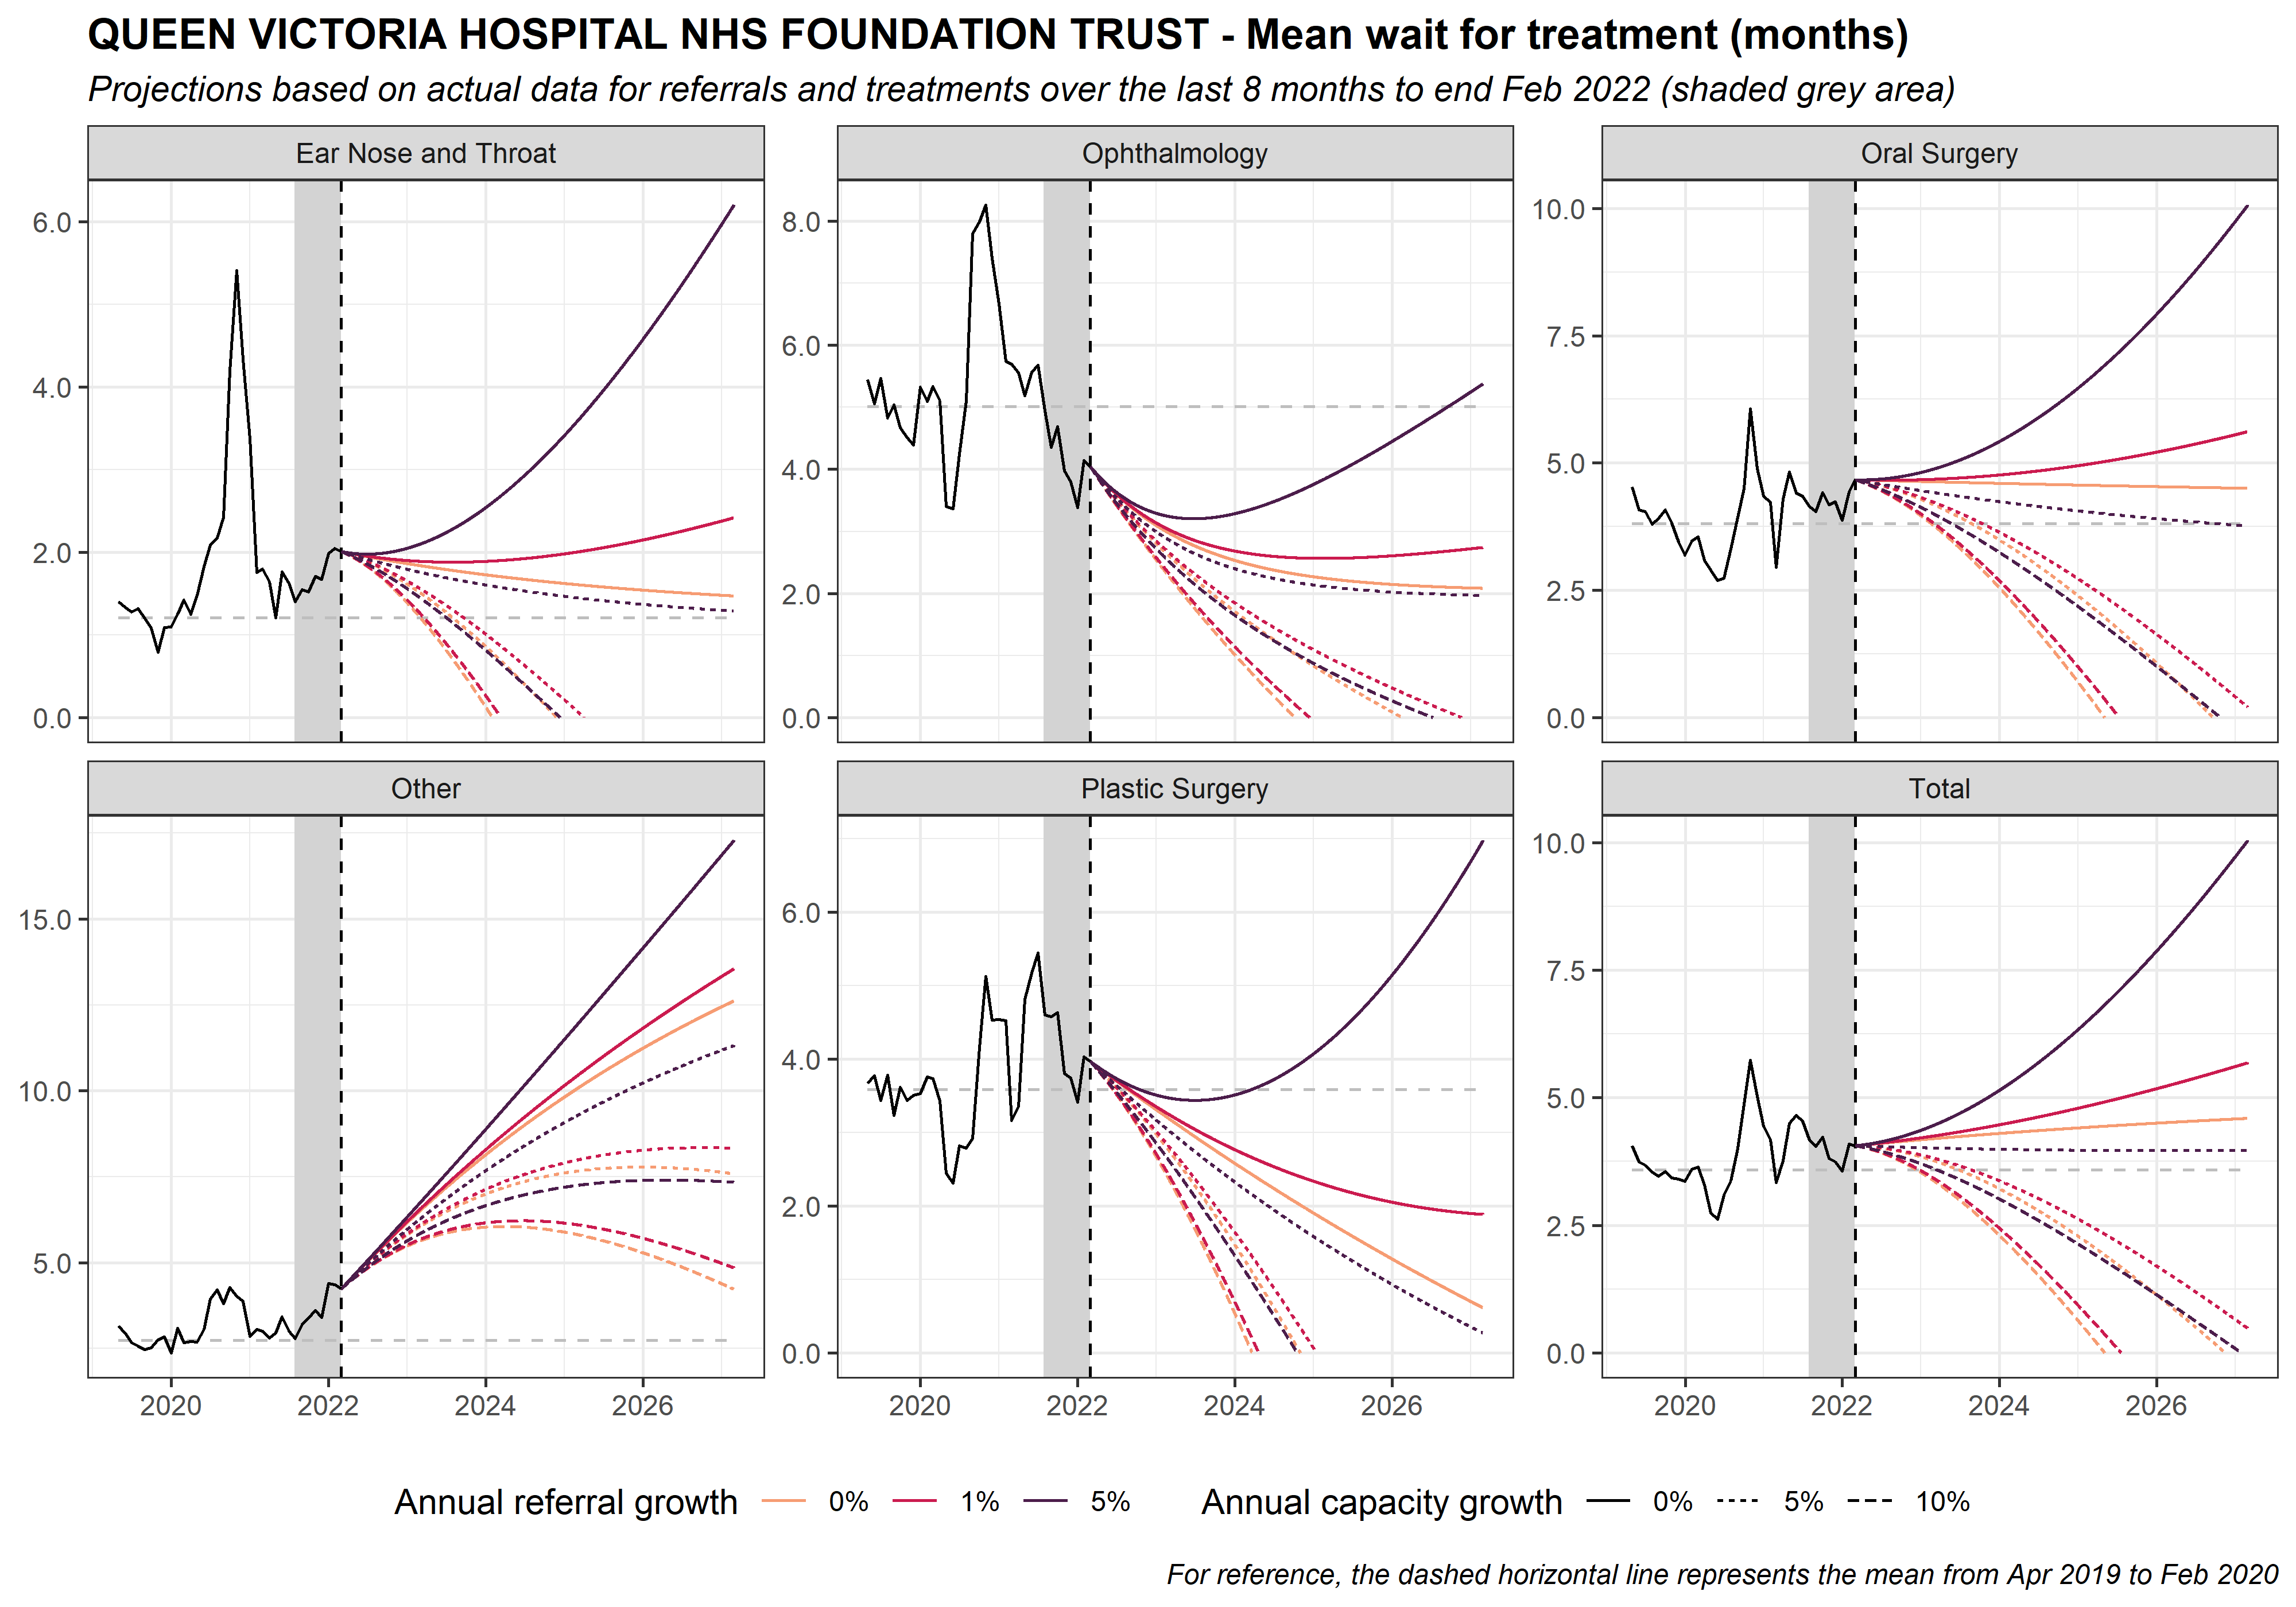 QUEEN VICTORIA HOSPITAL NHS FOUNDATION TRUST - Mean wait for treatment (months)
Projections based on actual data for referrals and treatments over the last 8 months to end Feb 2022 (shaded grey area)
Ear Nose and Throat
Ophthalmology
Oral Surgery
6.0
4.0
2.0
0.0
8.0
6.0
4.0
2.0
0.0
10.0
7.5
5.0
2.5
0.0
Other
Plastic Surgery
Total
15.0
10.0
5.0
6.0
4.0
2.0
0.0
10.0
7.5
5.0
2.5
0.0
2020 2022 2024 2026
2020 2022 2024 2026
2020 2022 2024 2026
Annual referral growth 0% 1% 5%
Annual capacity growth 0% 5% 10%
For reference, the dashed horizontal line represents the mean from Apr 2019 to Feb 2020